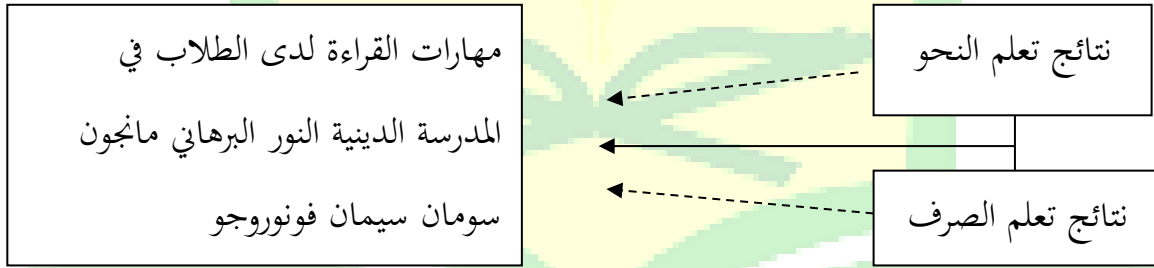 نتائج تعلم النحو
نتائج تعلم الصرف
مهارات القراءة لدى الطلاب في
المدرسة الدينية النور البرهاني مانجون
سومان سيمان فونوروجو